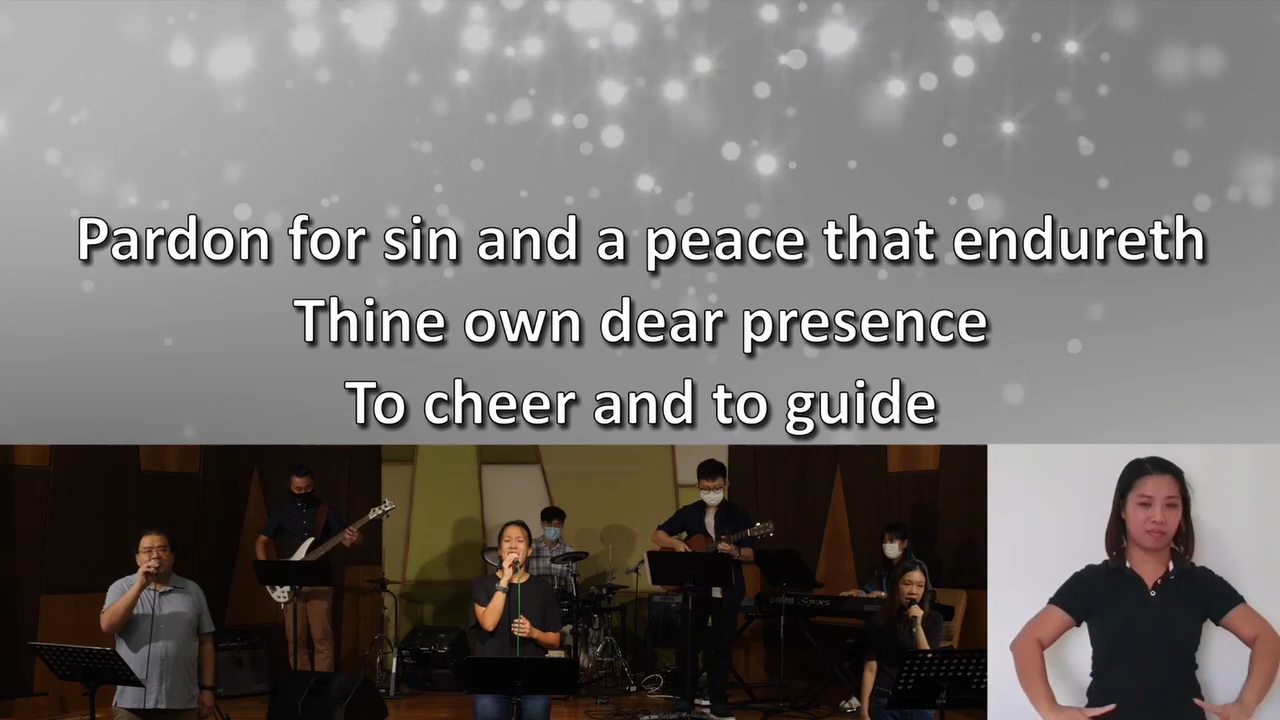 Pardon for sin and a peace that endureth
Thine own dear presence
To cheer and to guide